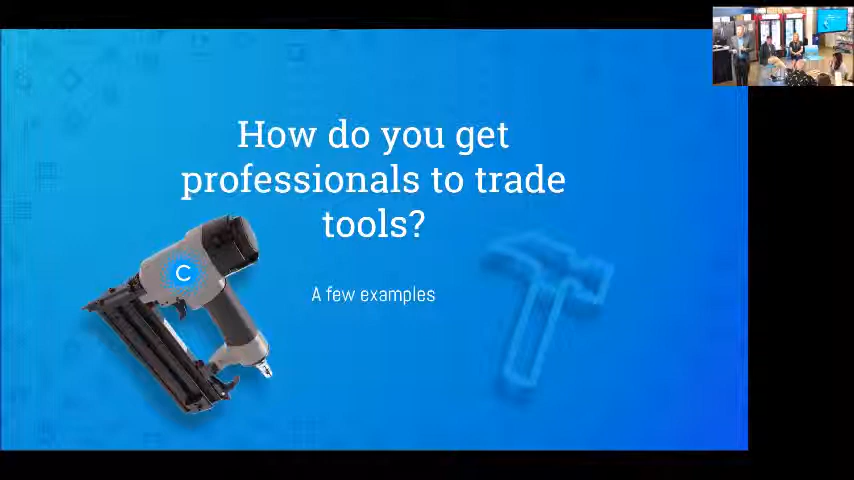 How do you get
professionals to trade
tools?
A few examples
C